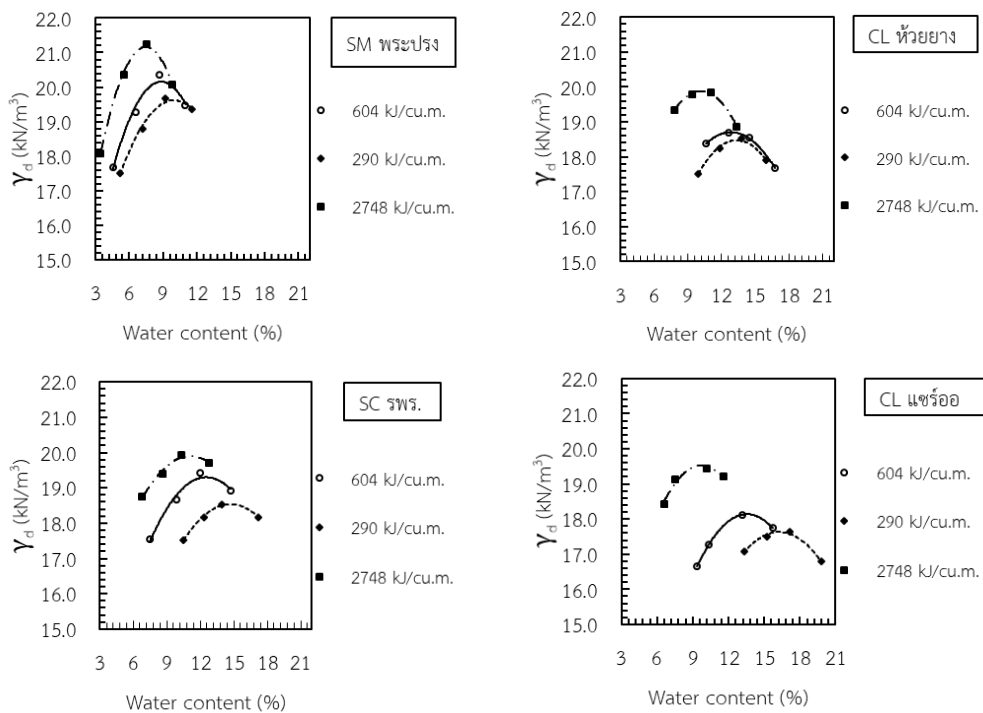 SM พระปรง
22.0
21.0
20.0
19.0
18.0
17.0
16.0
15.0
γd (kN/m³)
3 6 9 12 15 18 21
Water content (%)
604 kJ/cu.m.
290 kJ/cu.m.
2748 kJ/cu.m.
CL ห้วยยาง
22.0
21.0
20.0
19.0
18.0
17.0
16.0
15.0
γd (kN/m³)
3 6 9 12 15 18 21
Water content (%)
604 kJ/cu.m.
290 kJ/cu.m.
2748 kJ/cu.m.
SC รพร.
22.0
21.0
20.0
19.0
18.0
17.0
16.0
15.0
γd (kN/m³)
3 6 9 12 15 18 21
Water content (%)
604 kJ/cu.m.
290 kJ/cu.m.
2748 kJ/cu.m.
CL แซร์ออ
22.0
21.0
20.0
19.0
18.0
17.0
16.0
15.0
γd (kN/m³)
3 6 9 12 15 18 21
Water content (%)
604 kJ/cu.m.
290 kJ/cu.m.
2748 kJ/cu.m.